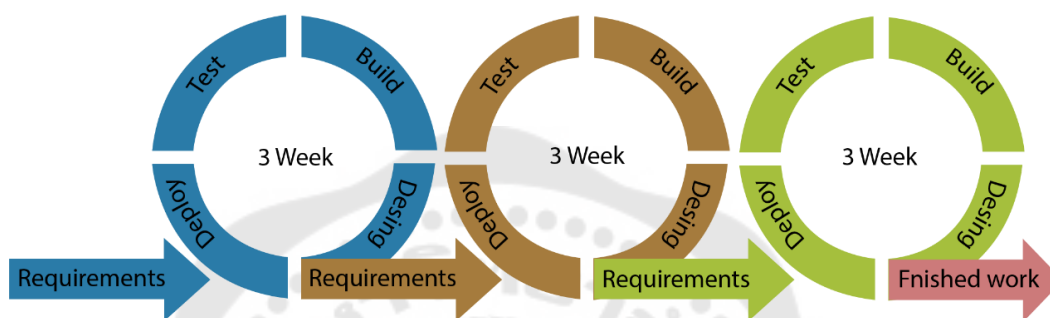 Test
Build
3 Week
Deploy
Desing
Requirements
Test
Build
3 Week
Deploy
Desing
Requirements
Test
Build
3 Week
Deploy
Desing
Requirements
Fnished work